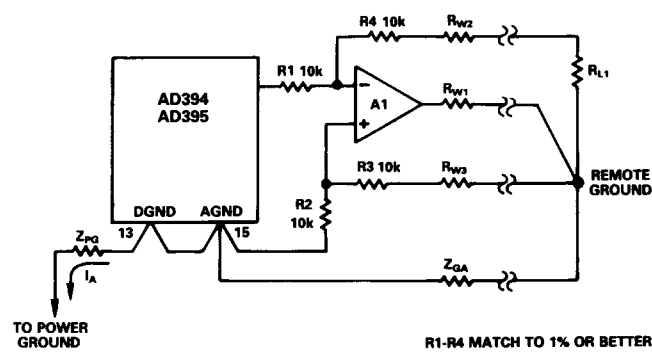 R4 10k
RW2
R1 10k
RL1
AD394
AD395
−
A1
+
RW1
R3 10k
RW3
REMOTE
GROUND
R2
10k
DGND
AGND
13
15
ZPG
IA
ZGA
TO POWER
GROUND
R1-R4 MATCH TO 1% OR BETTER